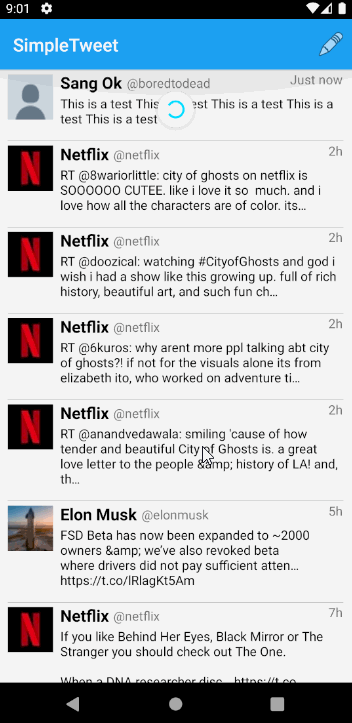 9:01
SimpleTweet
Sang Ok @boredtodead Just now
This is a test This est This is a test This is a
test This is a test
Netflix @netflix 2h
RT @8wariorlittle: city of ghosts on netflix is
SOOOOOO CUTEE. like i love it so much. and i
love how all the characters are of color. its…
Netflix @netflix 2h
RT @doozical: watching #CityofGhosts and god i
wish i had a show like this growing up. full of rich
history, beautiful art, and such fun ch…
Netflix @netflix 2h
RT @6kuros: why arent more ppl talking abt city
of ghosts?! if not for the visuals alone its from
elizabeth ito, who worked on adventure ti…
Netflix @netflix 2h
RT @anandvedawala: smiling 'cause of how
tender and beautiful City of Ghosts is. a great
love letter to the people &amp; history of LA! and,
th…
Elon Musk @elonmusk 5h
FSD Beta has now been expanded to ~2000
owners &amp; we've also revoked beta
where drivers did not pay sufficient atten…
https://t.co/lRlagKt5Am
Netflix @netflix 7h
If you like Behind Her Eyes, Black Mirror or The
Stranger you should check out The One.
When a DNA researcher disc… https://t.co